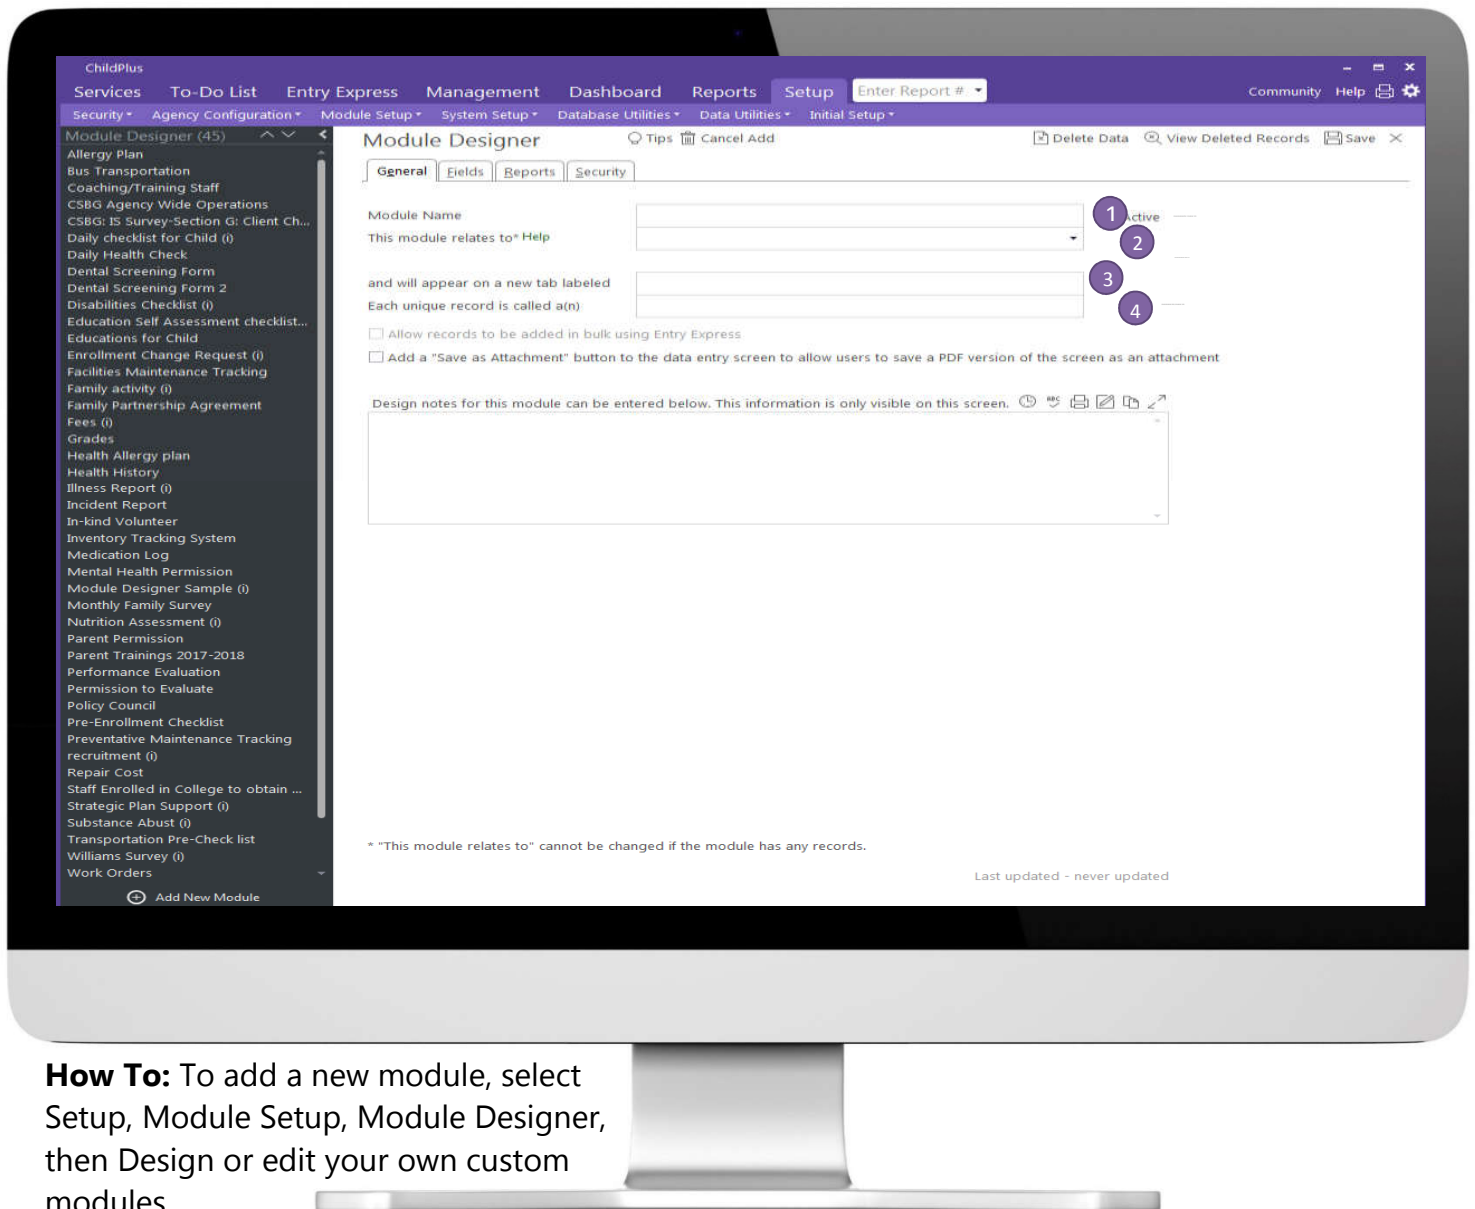 ChildPlus
Services To-Do List Entry Express Management Dashboard Reports Setup Enter Report # Community Help
Security Agency Configuration Module Setup System Setup Database Utilities Data Utilities Initial Setup
Module Designer (45)
Allergy Plan
Bus Transportation
Coaching/Training Staff
CSBG Agency Wide Operations
CSBG: IS Survey-Section G: Client Ch...
Daily checklist for Child (i)
Daily Health Check
Dental Screening Form
Dental Screening Form 2
Disabilities Checklist (i)
Education Self Assessment checklist...
Educations for Child
Enrollment Change Request (i)
Facilities Maintenance Tracking
Family activity (i)
Family Partnership Agreement
Fees (i)
Grades
Health Allergy plan
Health History
Illness Report (i)
Incident Report
In-kind Volunteer
Inventory Tracking System
Medication Log
Mental Health Permission
Module Designer Sample (i)
Monthly Family Survey
Nutrition Assessment (i)
Parent Permission
Parent Trainings 2017-2018
Performance Evaluation
Permission to Evaluate
Policy Council
Pre-Enrollment Checklist
Preventative Maintenance Tracking
recruitment (i)
Repair Cost
Staff Enrolled in College to obtain ...
Strategic Plan Support (i)
Substance Abust (i)
Transportation Pre-Check list
Williams Survey (i)
Work Orders
Add New Module
Module Designer Tips Cancel Add Delete Data View Deleted Records Save
General Fields Reports Security
Module Name 1 ctive
This module relates to* Help 2
and will appear on a new tab labeled 3
Each unique record is called a(n) 4
Allow records to be added in bulk using Entry Express
Add a "Save as Attachment" button to the data entry screen to allow users to save a PDF version of the screen as an attachment
Design notes for this module can be entered below. This information is only visible on this screen. ABC
* "This module relates to" cannot be changed if the module has any records.
Last updated - never updated
How To: To add a new module, select
Setup, Module Setup, Module Designer,
then Design or edit your own custom
modules